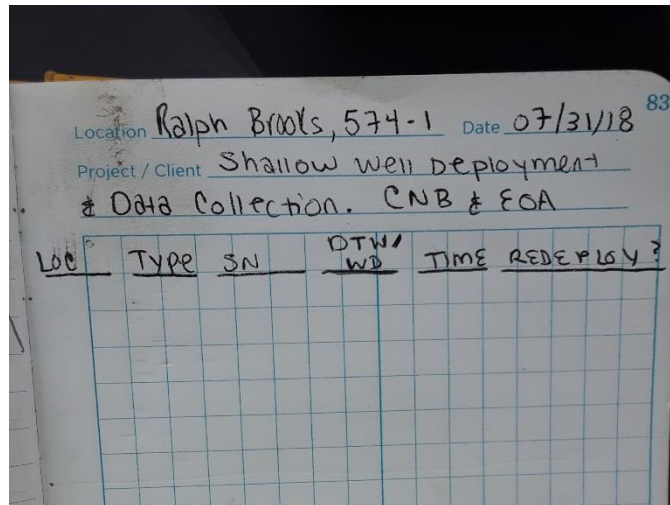 83
Location Ralph Brooks, 574-1 Date 07/31/18
Project / Client Shallow Well Deployment
& Data Collection. CNB & EOA
LOC TYPE SN DTW/ WD TIME REDEPLOY?